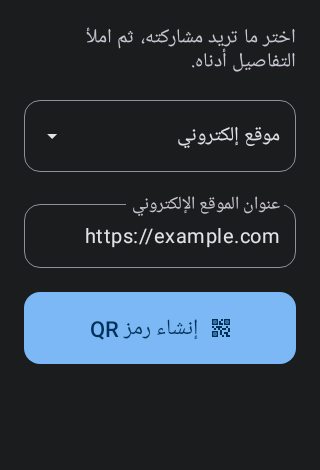 اختر ما تريد مشاركته، ثم املأ
التفاصيل أدناه.
موقع إلكتروني
عنوان الموقع الإلكتروني
https://example.com
إنشاء رمز QR